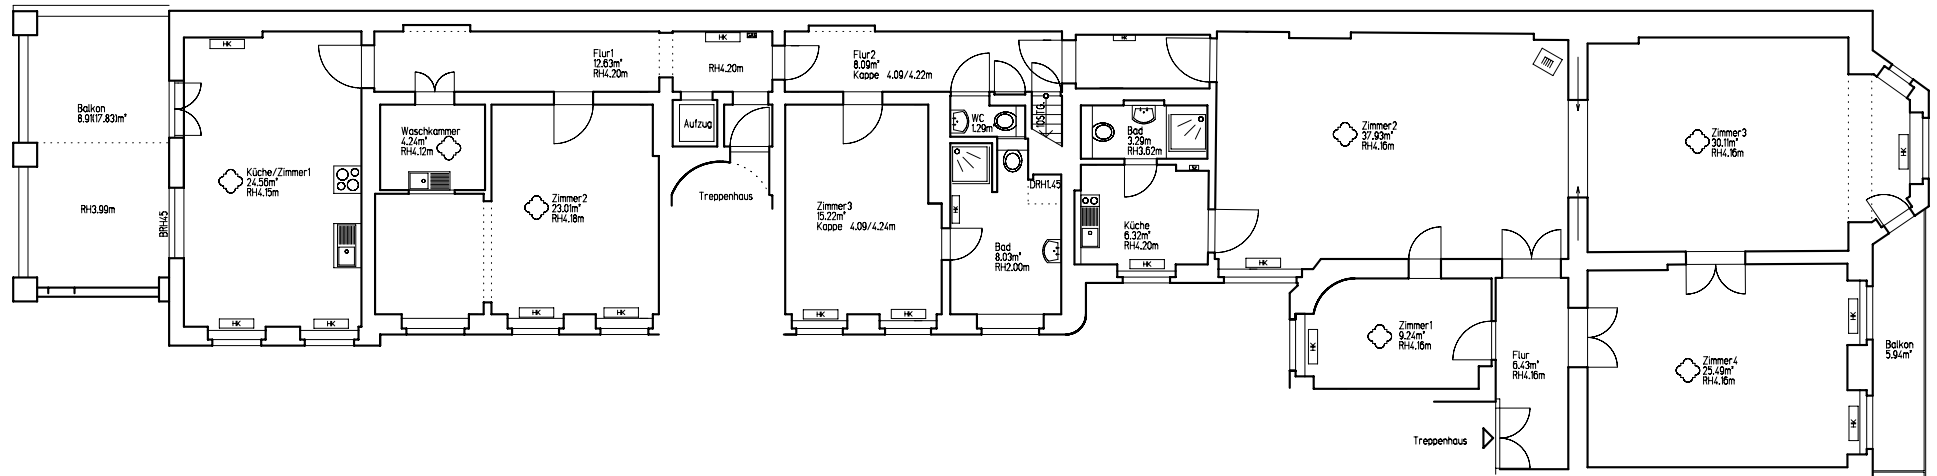 Balkon
8.91(17.83)m²
RH3.99m
BRH45
HK
Küche/Zimmer1
24.56m²
RH4.15m
HK
HK
Flur1
12.63m²
RH4.20m
HK
RH4.20m
Waschkammer
4.24m²
RH4.12m
Zimmer2
23.01m²
RH4.18m
HK
HK
Aufzug
Treppenhaus
Flur2
8.09m²
Kappe 4.09/4.22m
Zimmer3
15.22m²
Kappe 4.09/4.24m
HK
HK
WC
1.29m²
10STG.
DRH1.45
HK
Bad
8.03m²
RH2.00m
HK
Bad
3.29m²
RH3.62m
Küche
6.32m²
RH4.20m
HK
Zimmer2
37.93m²
RH4.16m
HK
Zimmer3
30.11m²
RH4.16m
HK
Zimmer1
9.24m²
RH4.16m
HK
Flur
6.43m²
RH4.16m
Treppenhaus
Zimmer4
25.49m²
RH4.16m
HK
HK
Balkon
5.94m²